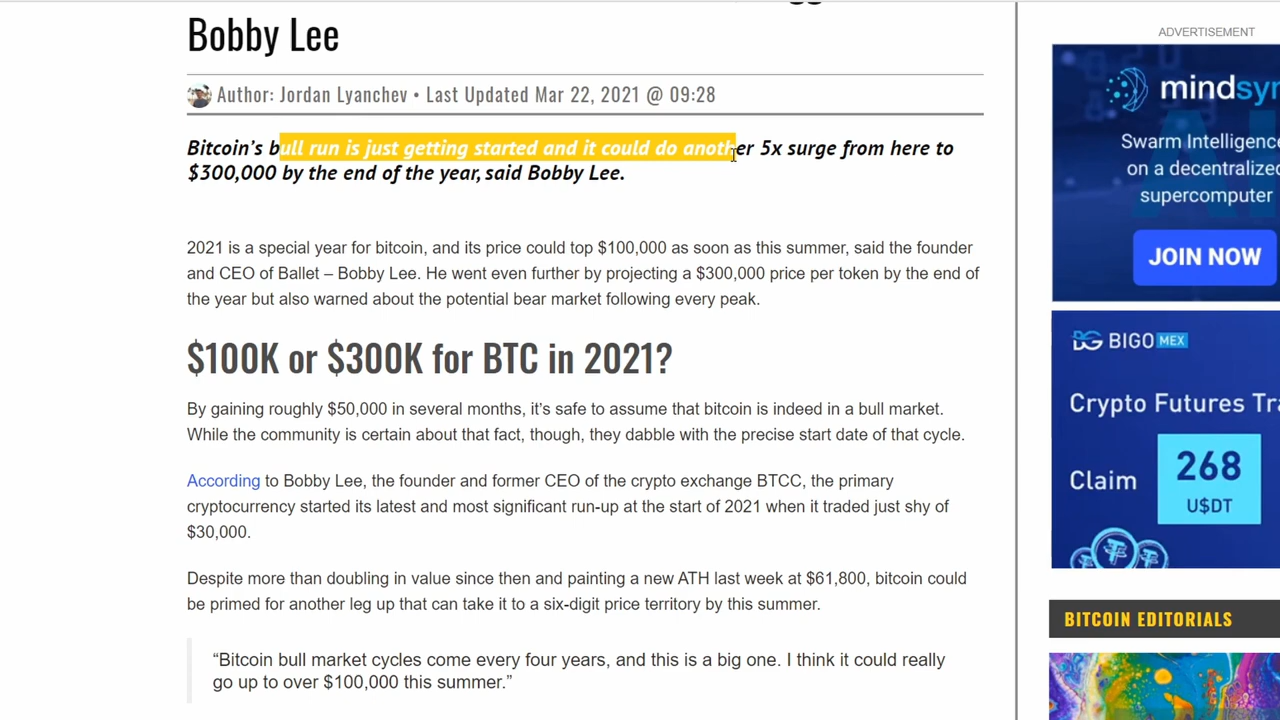 Bobby Lee
Author: Jordan Lyanchev • Last Updated Mar 22, 2021 @ 09:28
Bitcoin's bull run is just getting started and it could do another 5x surge from here to
$300,000 by the end of the year, said Bobby Lee.
2021 is a special year for bitcoin, and its price could top $100,000 as soon as this summer, said the founder
and CEO of Ballet – Bobby Lee. He went even further by projecting a $300,000 price per token by the end of
the year but also warned about the potential bear market following every peak.
$100K or $300K for BTC in 2021?
By gaining roughly $50,000 in several months, it's safe to assume that bitcoin is indeed in a bull market.
While the community is certain about that fact, though, they dabble with the precise start date of that cycle.
According to Bobby Lee, the founder and former CEO of the crypto exchange BTCC, the primary
cryptocurrency started its latest and most significant run-up at the start of 2021 when it traded just shy of
$30,000.
Despite more than doubling in value since then and painting a new ATH last week at $61,800, bitcoin could
be primed for another leg up that can take it to a six-digit price territory by this summer.
“Bitcoin bull market cycles come every four years, and this is a big one. I think it could really
go up to over $100,000 this summer.”
ADVERTISEMENT
mindsyn
Swarm Intelligence
on a decentralized
supercomputer
JOIN NOW
BIGO MEX
Crypto Futures Tra
Claim
268
U$DT
BITCOIN EDITORIALS